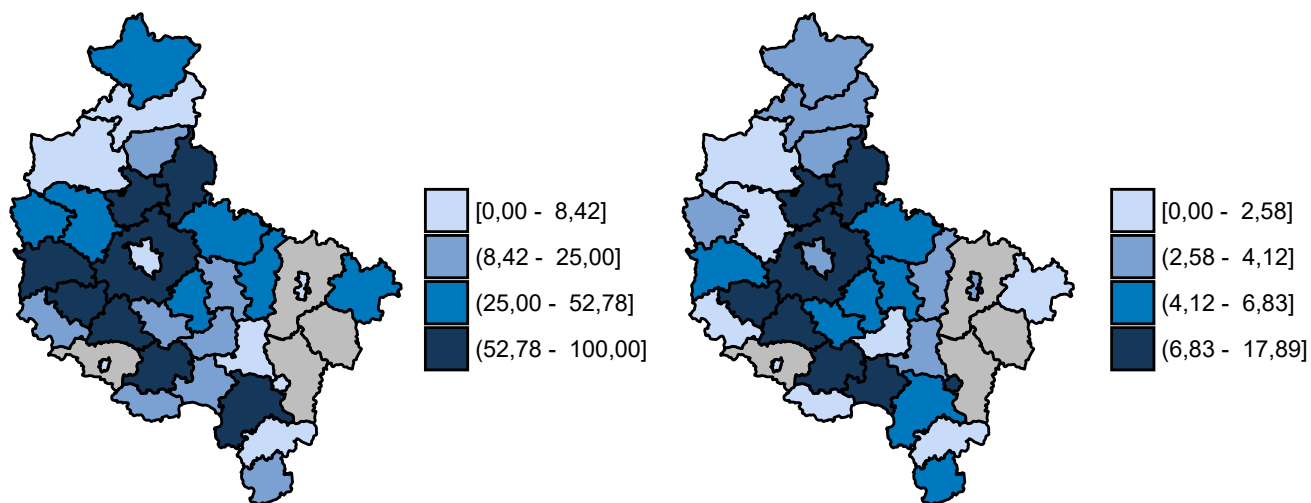 [0,00 - 8,42]
(8,42 - 25,00]
(25,00 - 52,78]
(52,78 - 100,00]
[0,00 - 2,58]
(2,58 - 4,12]
(4,12 - 6,83]
(6,83 - 17,89]